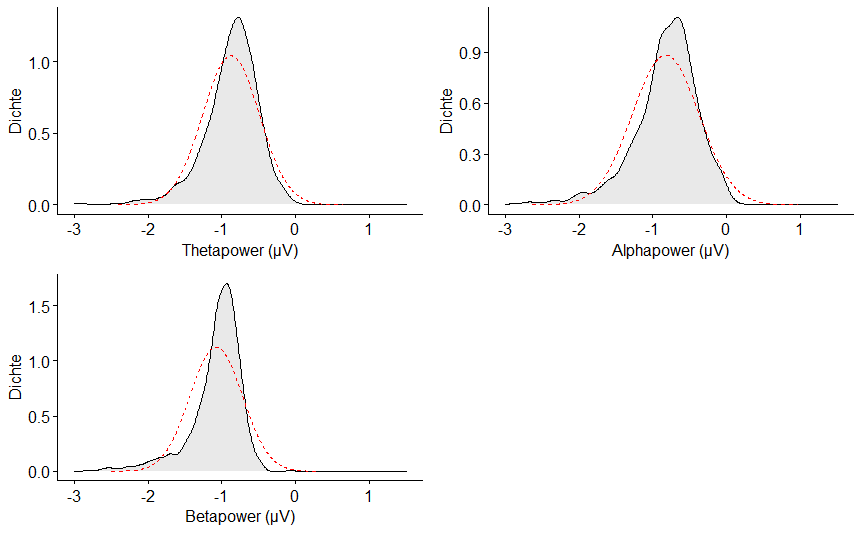 Dichte
1.0
0.5
0.0
-3 -2 -1 0 1
Thetapower (µV)
Dichte
0.9
0.6
0.3
0.0
-3 -2 -1 0 1
Alphapower (µV)
Dichte
1.5
1.0
0.5
0.0
-3 -2 -1 0 1
Betapower (µV)